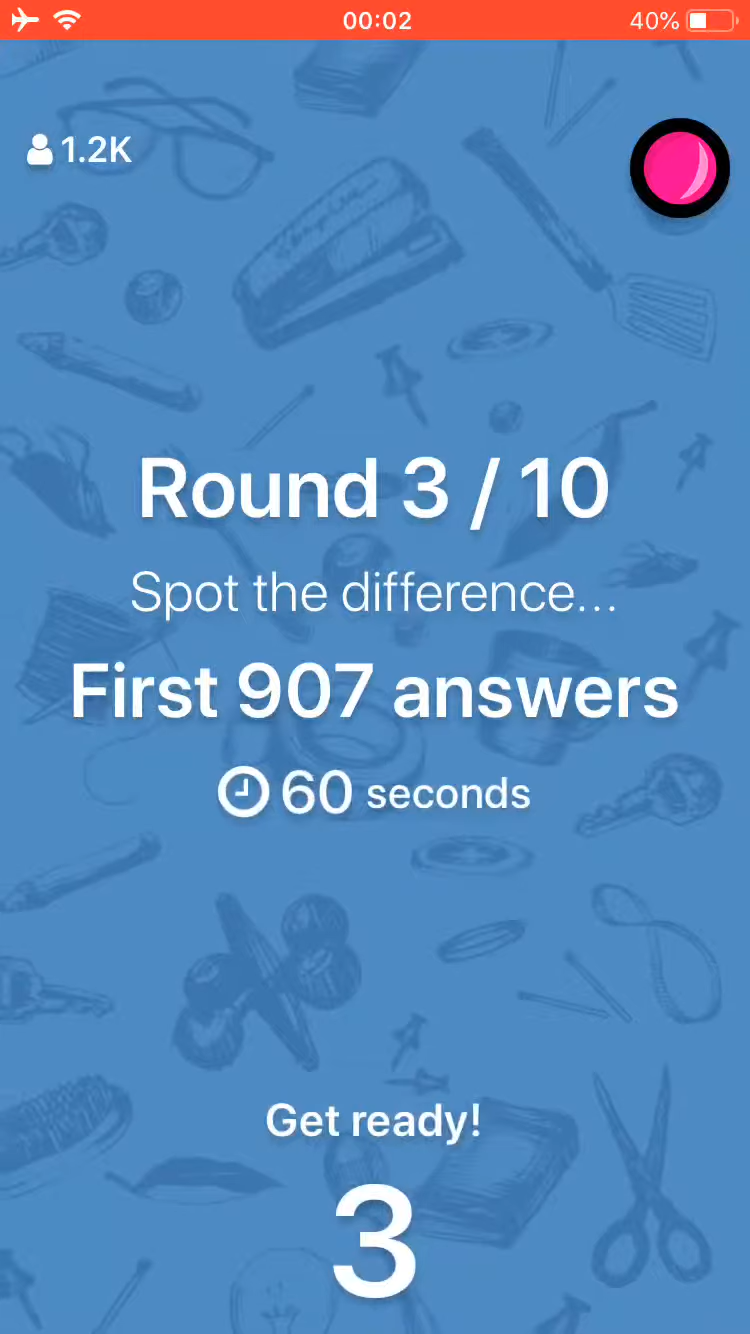 00:02
40%
1.2K
Round 3 / 10
Spot the difference...
First 907 answers
60 seconds
Get ready!
3